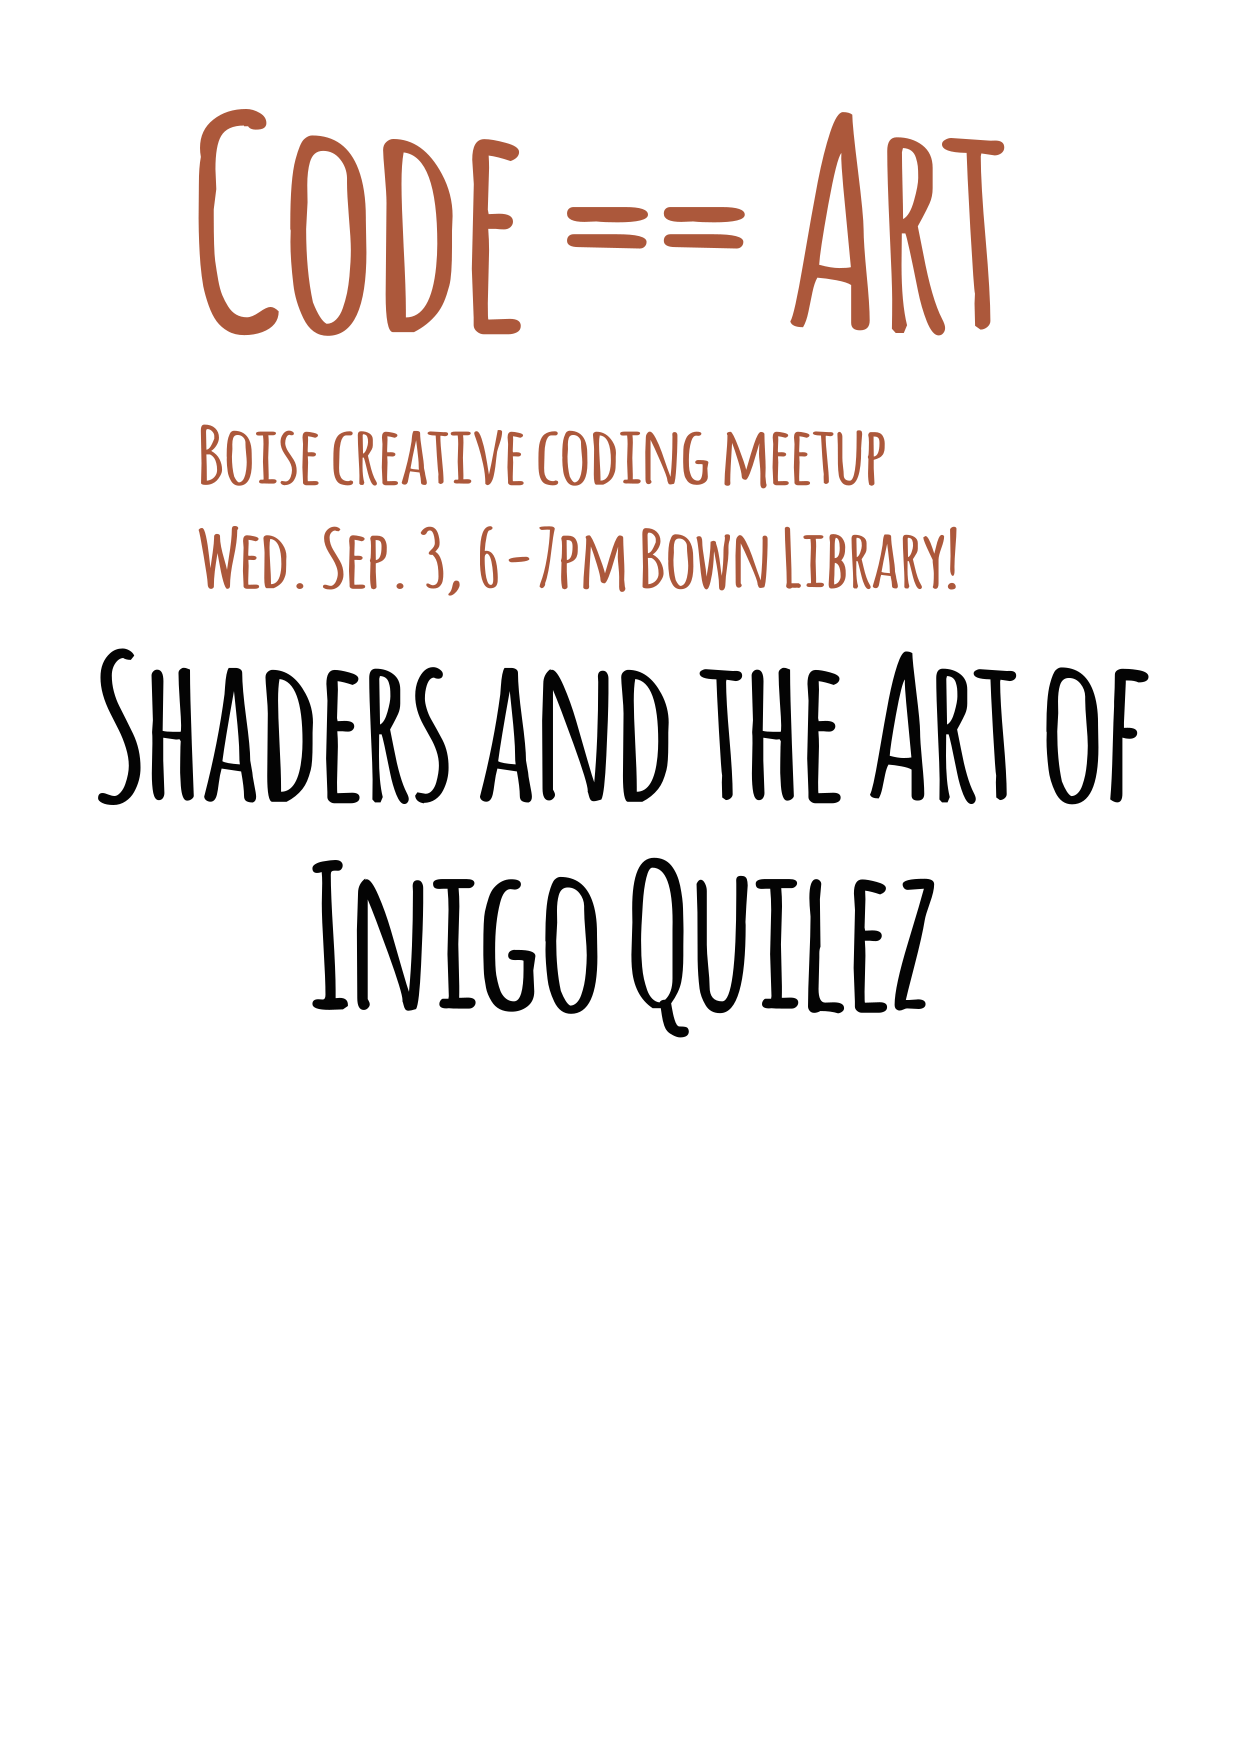 Code == Art
Boise creative coding meetup
Wed. Sep. 3, 6-7pm Bown Library!
Shaders and the Art of
Inigo Quilez